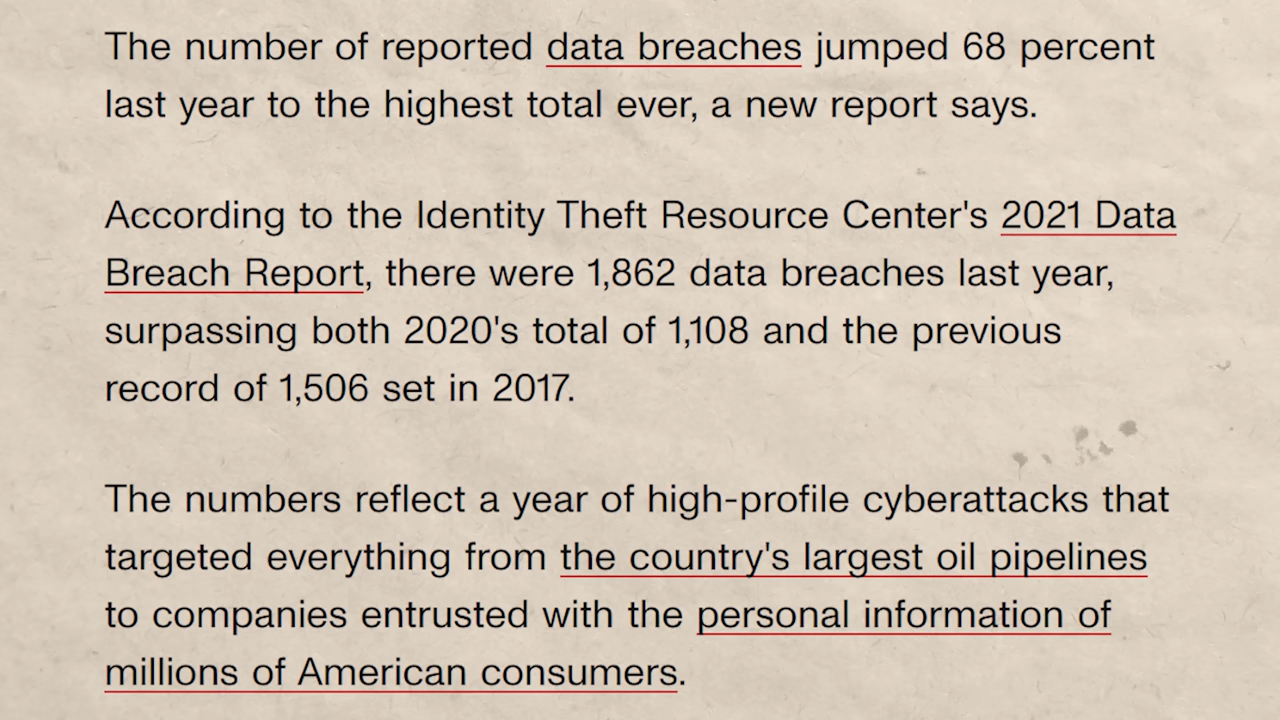 The number of reported data breaches jumped 68 percent
last year to the highest total ever, a new report says.
According to the Identity Theft Resource Center's 2021 Data
Breach Report, there were 1,862 data breaches last year,
surpassing both 2020's total of 1,108 and the previous
record of 1,506 set in 2017.
The numbers reflect a year of high-profile cyberattacks that
targeted everything from the country's largest oil pipelines
to companies entrusted with the personal information of
millions of American consumers.